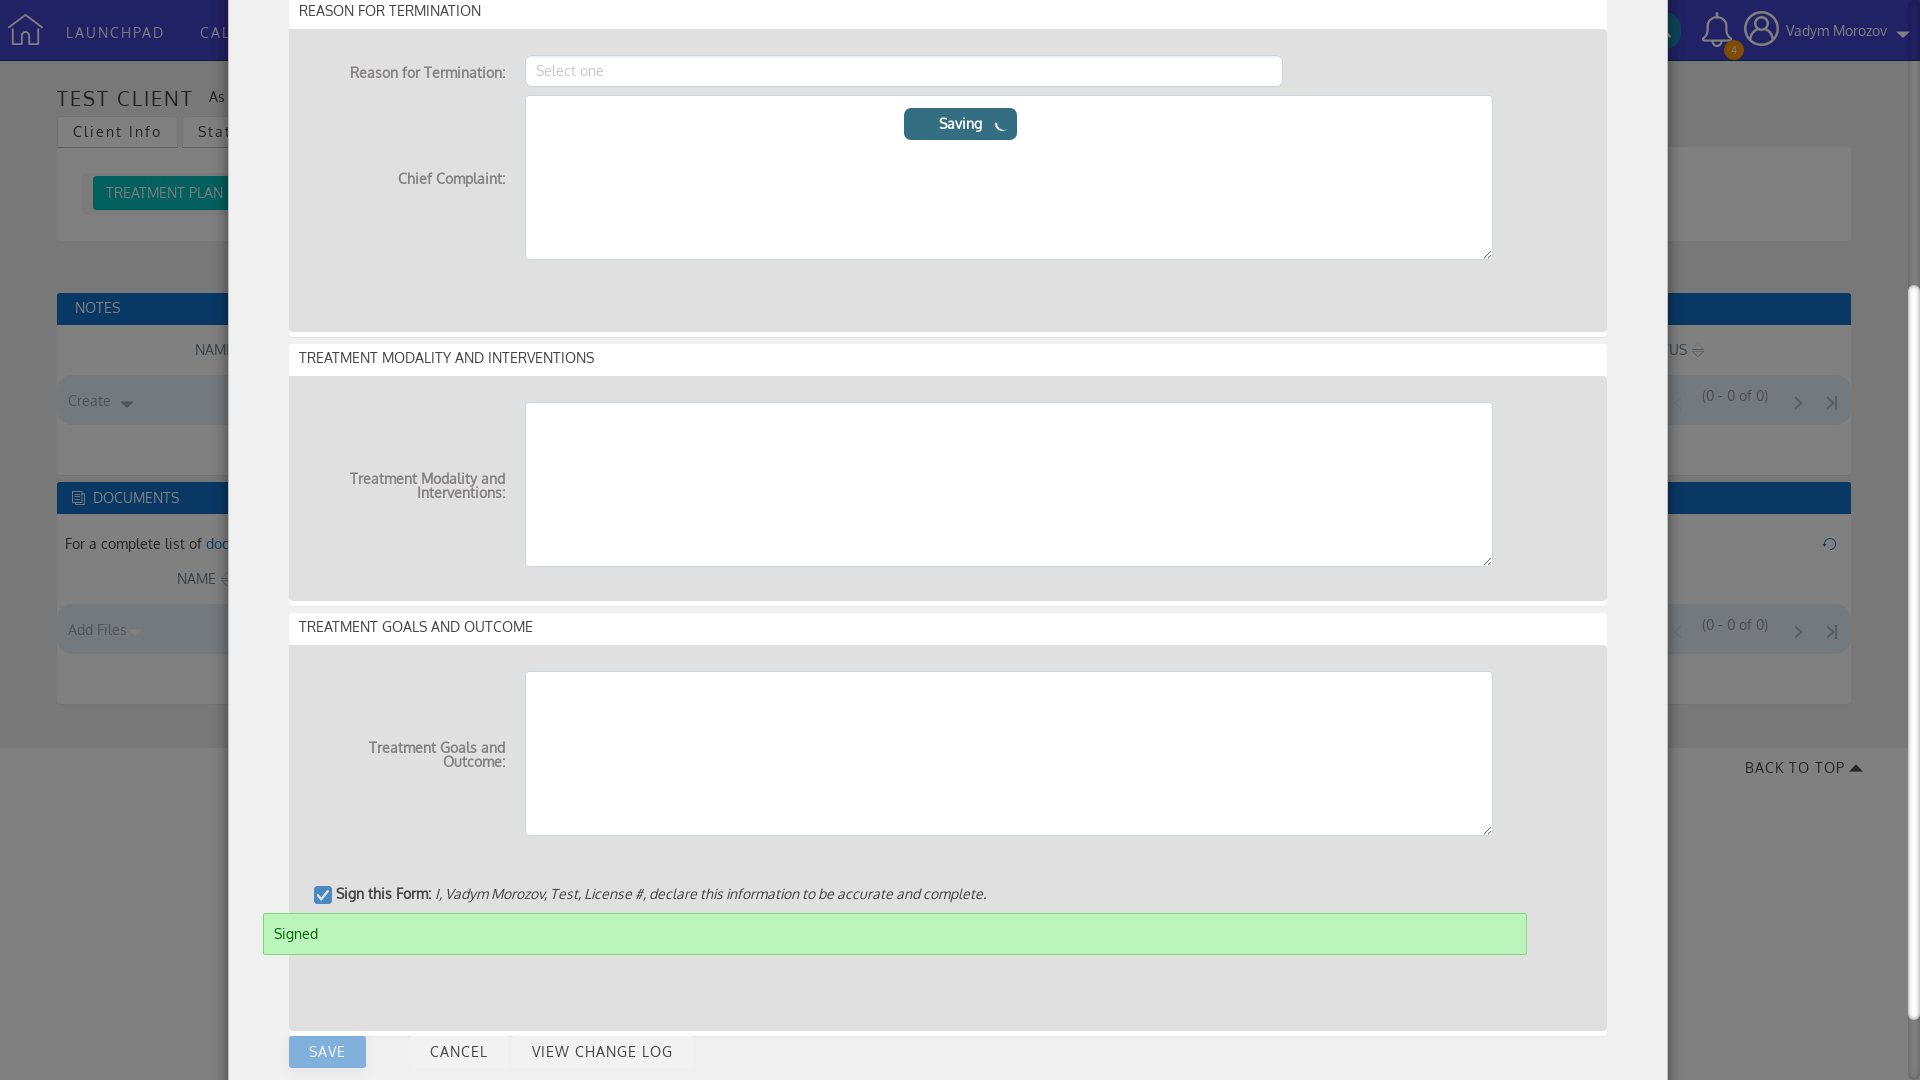 REASON FOR TERMINATION
LAUNCHPAD
CAL
4
Vadym Morozov
Reason for Termination:
Select one
TEST CLIENT
As
Saving
Client Info
Stat
Chief Complaint:
TREATMENT PLAN
NOTES
NAM
US
TREATMENT MODALITY AND INTERVENTIONS
Create
(0 - 0 of 0)
Treatment Modality and
Interventions:
DOCUMENTS
For a complete list of doc
NAME
Add Files
(0 - 0 of 0)
TREATMENT GOALS AND OUTCOME
Treatment Goals and
Outcome:
BACK TO TOP
Sign this Form: I, Vadym Morozov, Test, License #, declare this information to be accurate and complete.
Signed
SAVE
CANCEL
VIEW CHANGE LOG